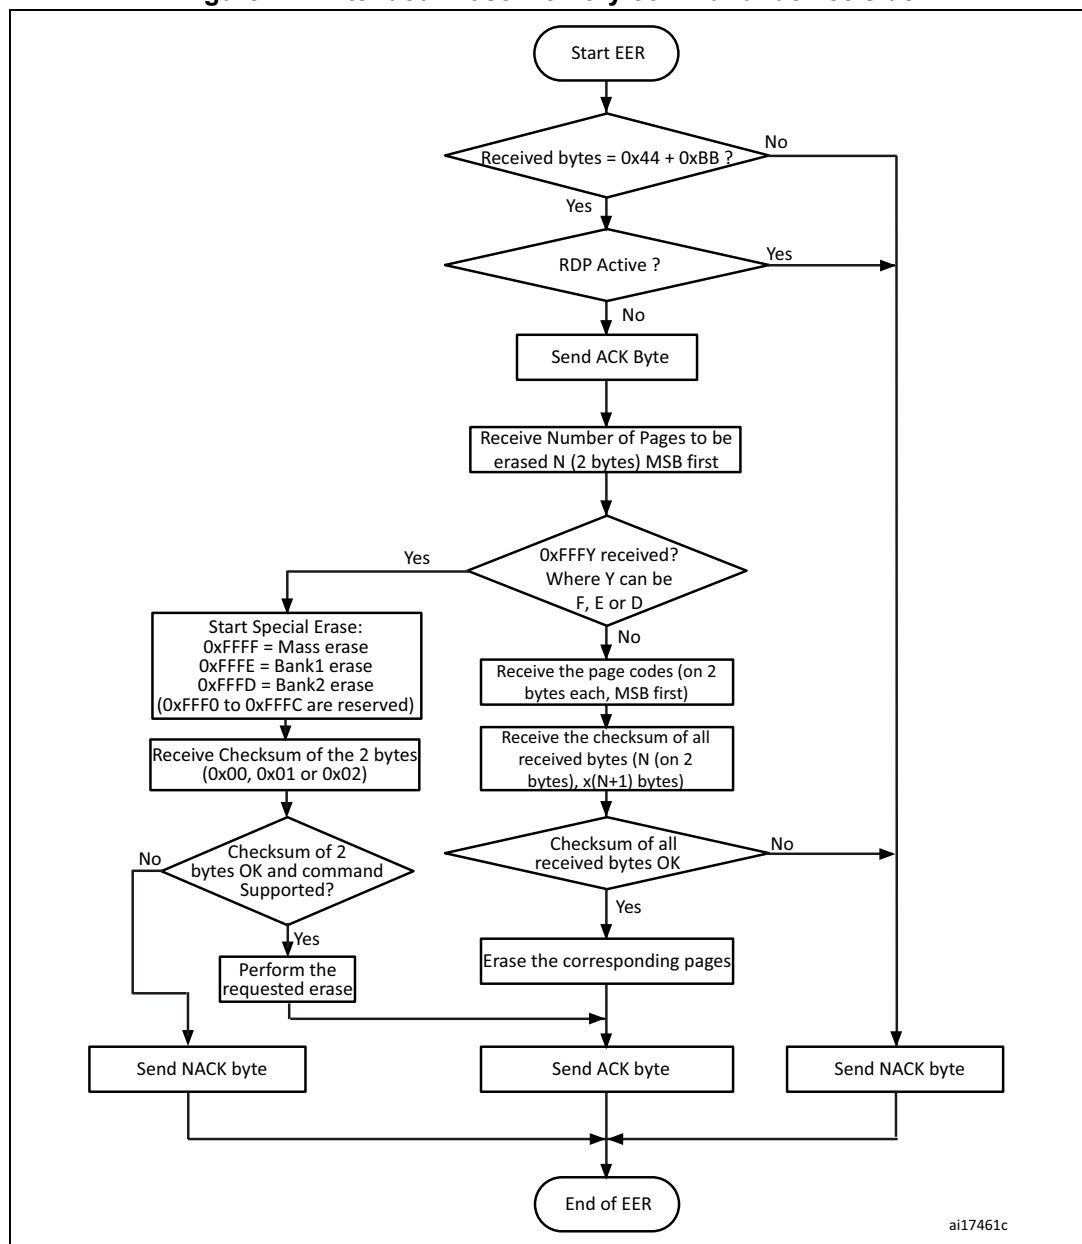 Start EER
Received bytes = 0x44 + 0xBB ?
No
Yes
RDP Active ?
Yes
No
Send ACK Byte
Receive Number of Pages to be
erased N (2 bytes) MSB first
0xFFFY received?
Where Y can be
F, E or D
Yes
No
Start Special Erase:
0xFFFF = Mass erase
0xFFFE = Bank1 erase
0xFFFD = Bank2 erase
(0xFFF0 to 0xFFFC are reserved)
Receive the page codes (on 2
bytes each, MSB first)
Receive Checksum of the 2 bytes
(0x00, 0x01 or 0x02)
Receive the checksum of all
received bytes (N (on 2
bytes), x(N+1) bytes)
No
Checksum of 2
bytes OK and command
Supported?
Checksum of all
received bytes OK
No
Yes
Yes
Perform the
requested erase
Erase the corresponding pages
Send NACK byte
Send ACK byte
Send NACK byte
End of EER
ai17461c